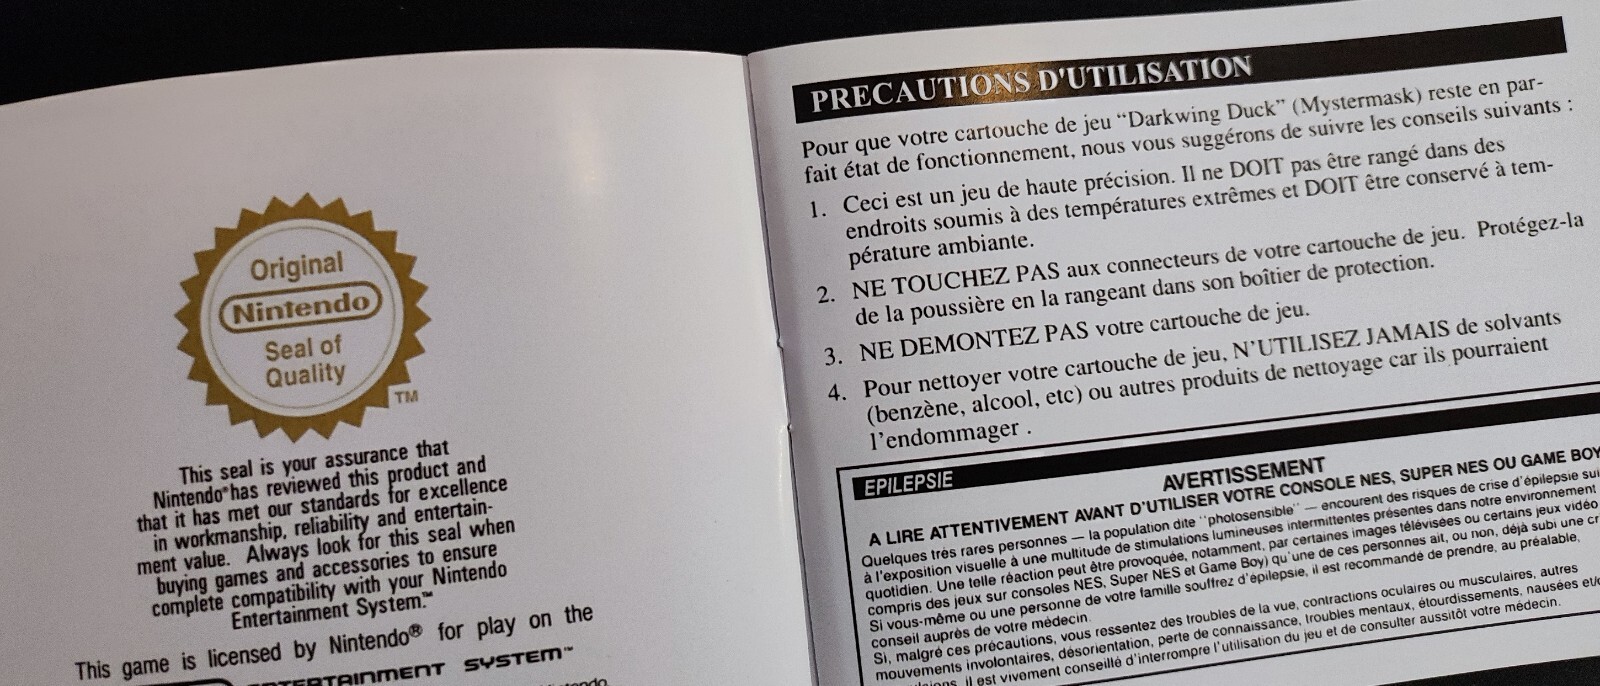 Original
Nintendo
Seal of
Quality
TM
This seal is your assurance that
Nintendo® has reviewed this product and
that it has met our standards for excellence
in workmanship, reliability and entertain-
ment value. Always look for this seal when
buying games and accessories to ensure
complete compatibility with your Nintendo
Entertainment System.™
This game is licensed by Nintendo® for play on the
ENTERTAINMENT SYSTEM™
PRECAUTIONS D'UTILISATION
Pour que votre cartouche de jeu “Darkwing Duck” (Mystermask) reste en par-
fait état de fonctionnement, nous vous suggérons de suivre les conseils suivants :
1. Ceci est un jeu de haute précision. Il ne DOIT pas être rangé dans des
endroits soumis à des températures extrêmes et DOIT être conservé à tem-
pérature ambiante.
2. NE TOUCHEZ PAS aux connecteurs de votre cartouche de jeu. Protégez-la
de la poussière en la rangeant dans son boîtier de protection.
3. NE DEMONTEZ PAS votre cartouche de jeu.
4. Pour nettoyer votre cartouche de jeu, N’UTILISEZ JAMAIS de solvants
(benzène, alcool, etc) ou autres produits de nettoyage car ils pourraient
l’endommager .
EPILEPSIE
AVERTISSEMENT
A LIRE ATTENTIVEMENT AVANT D'UTILISER VOTRE CONSOLE NES, SUPER NES OU GAME BOY
Quelques très rares personnes — la population dite "photosensible" — encourent des risques de crise d'épilepsie sui
à l'exposition visuelle à une multitude de stimulations lumineuses intermittentes présentes dans notre environnement
quotidien. Une telle réaction peut être provoquée, notamment, par certaines images télévisées ou certains jeux vidéo
compris des jeux sur consoles NES, Super NES et Game Boy) qu'une de ces personnes ait, ou non, déjà subi une cr
Si vous-même ou une personne de votre famille souffrez d'épilepsie, il est recommandé de prendre, au préalable,
conseil auprès de votre médecin.
Si, malgré ces précautions, vous ressentez des troubles de la vue, contractions oculaires ou musculaires, autres
mouvements involontaires, désorientation, perte de connaissance, troubles mentaux, étourdissements, nausées et/o
il est vivement conseillé d'interrompre l'utilisation du jeu et de consulter aussitôt votre médecin.